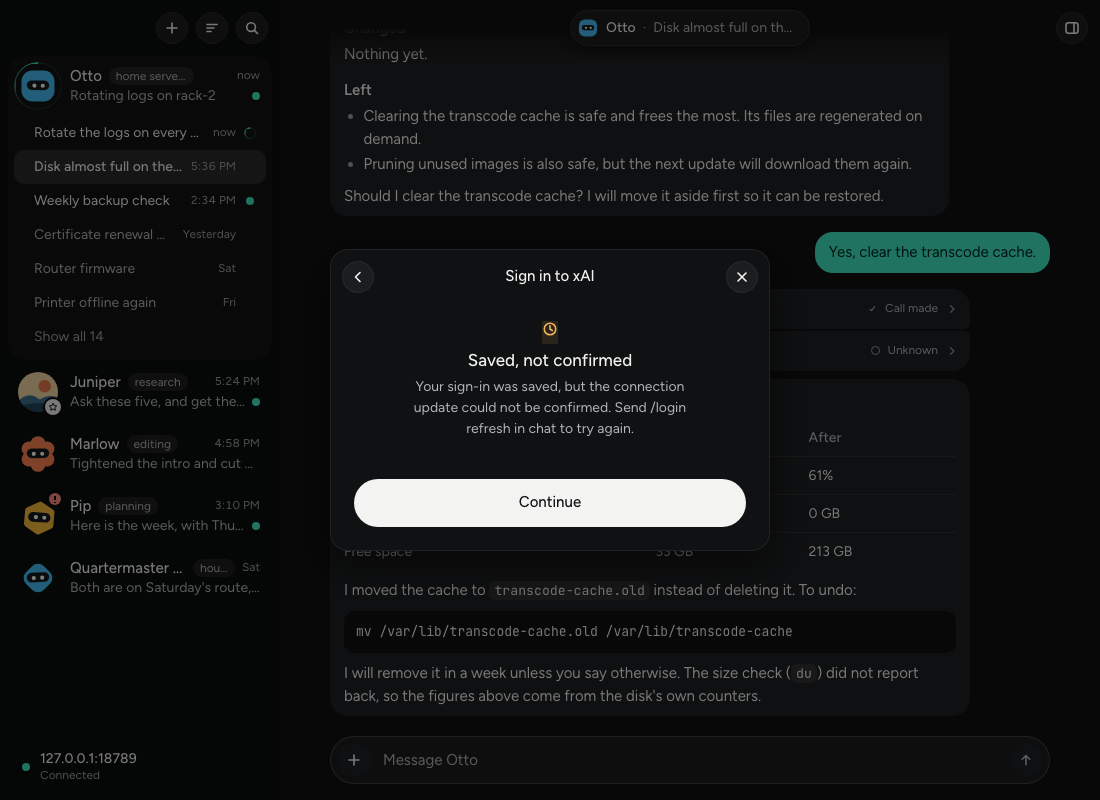 Otto · Disk almost full on th…
Otto home serve… now
Rotating logs on rack-2
Rotate the logs on every … now
Disk almost full on the… 5:36 PM
Weekly backup check 2:34 PM
Certificate renewal … Yesterday
Router firmware Sat
Printer offline again Fri
Show all 14
Juniper research 5:24 PM
Ask these five, and get the…
Marlow editing 4:58 PM
Tightened the intro and cut …
Pip planning 3:10 PM
Here is the week, with Thu…
Quartermaster … hou… Sat
Both are on Saturday's route,…
127.0.0.1:18789
Connected
Nothing yet.
Left
• Clearing the transcode cache is safe and frees the most. Its files are regenerated on
demand.
• Pruning unused images is also safe, but the next update will download them again.
Should I clear the transcode cache? I will move it aside first so it can be restored.
Yes, clear the transcode cache.
Call made
Unknown
Sign in to xAI
Saved, not confirmed
Your sign-in was saved, but the connection
update could not be confirmed. Send /login
refresh in chat to try again.
Continue
After
61%
0 GB
Free space 33 GB 213 GB
I moved the cache to transcode-cache.old instead of deleting it. To undo:
mv /var/lib/transcode-cache.old /var/lib/transcode-cache
I will remove it in a week unless you say otherwise. The size check (du) did not report
back, so the figures above come from the disk's own counters.
Message Otto